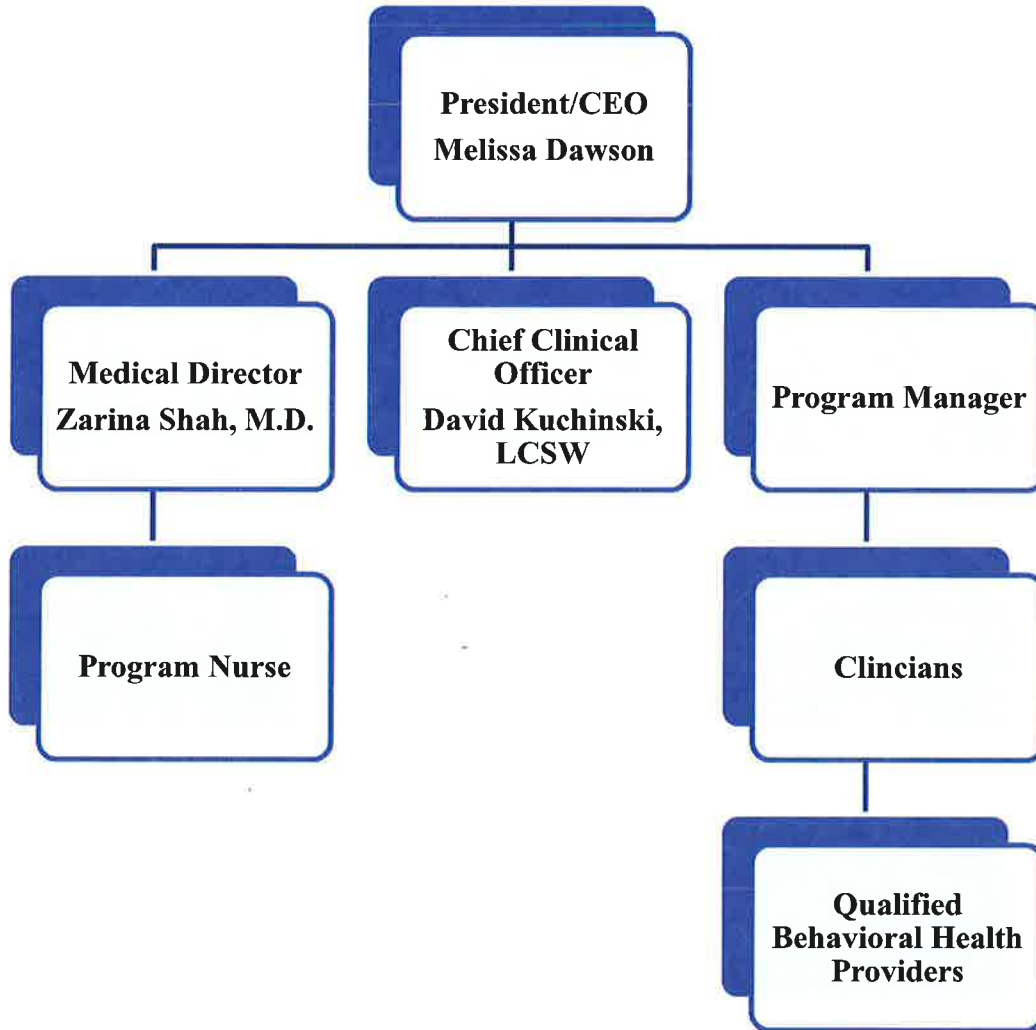 President/CEO
Melissa Dawson
Medical Director
Zarina Shah, M.D.
Chief Clinical
Officer
David Kuchinski,
LCSW
Program Manager
Program Nurse
Clincians
Qualified
Behavioral Health
Providers